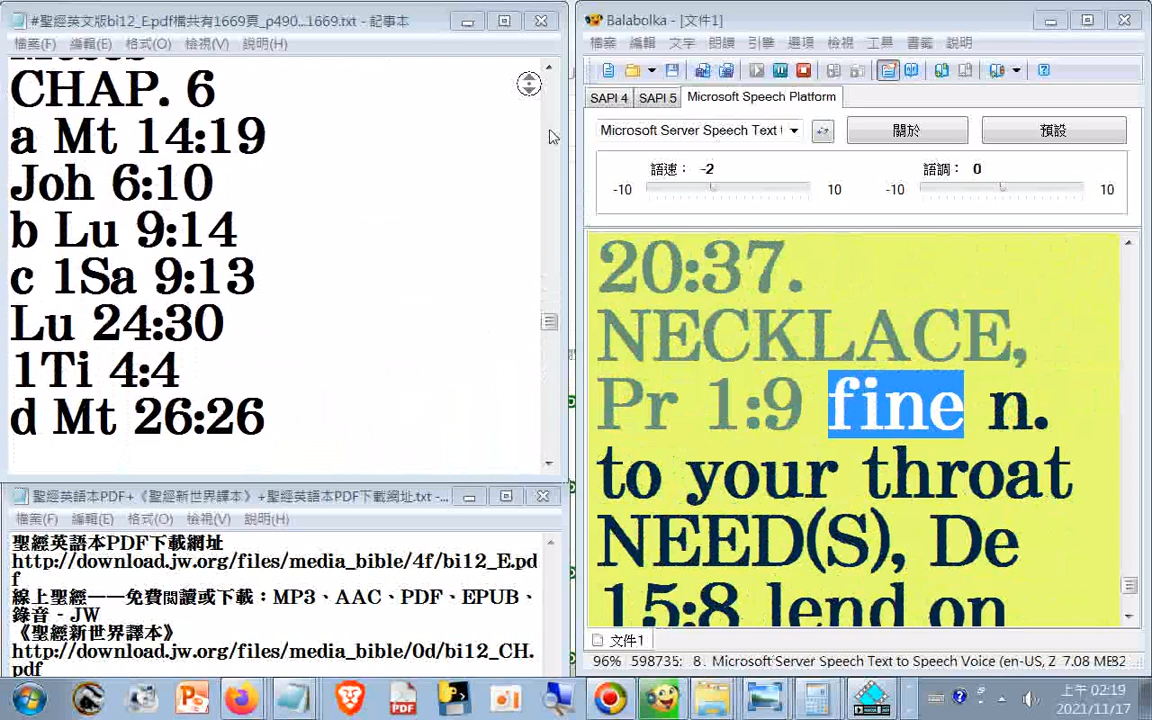 #聖經英文版bi12_E.pdf檔共有1669頁_p490...1669.txt - 記事本
檔案(F) 編輯(E) 格式(O) 檢視(V) 說明(H)
CHAP. 6
a Mt 14:19
Joh 6:10
b Lu 9:14
c 1Sa 9:13
Lu 24:30
1Ti 4:4
d Mt 26:26
聖經英語本PDF+《聖經新世界譯本》+聖經英語本PDF下載網址.txt -...
檔案(F) 編輯(E) 格式(O) 檢視(V) 說明(H)
聖經英語本PDF下載網址
http://download.jw.org/files/media_bible/4f/bi12_E.pd
f
線上聖經——免費閱讀或下載：MP3、AAC、PDF、EPUB、
錄音 - JW
《聖經新世界譯本》
http://download.jw.org/files/media_bible/0d/bi12_CH.
pdf
Balabolka - [文件1]
檔案 編輯 文字 朗讀 引擎 選項 檢視 工具 書籤 說明
SAPI 4 SAPI 5 Microsoft Speech Platform
Microsoft Server Speech Text 關於 預設
語速： -2 語調： 0
-10 10 -10 10
20:37.
NECKLACE,
Pr 1:9 fine n.
to your throat
NEED(S), De
15:8 lend on
文件1
96% 598735: 8. Microsoft Server Speech Text to Speech Voice (en-US, Z 7.08 MB
上午 02:19
2021/11/17